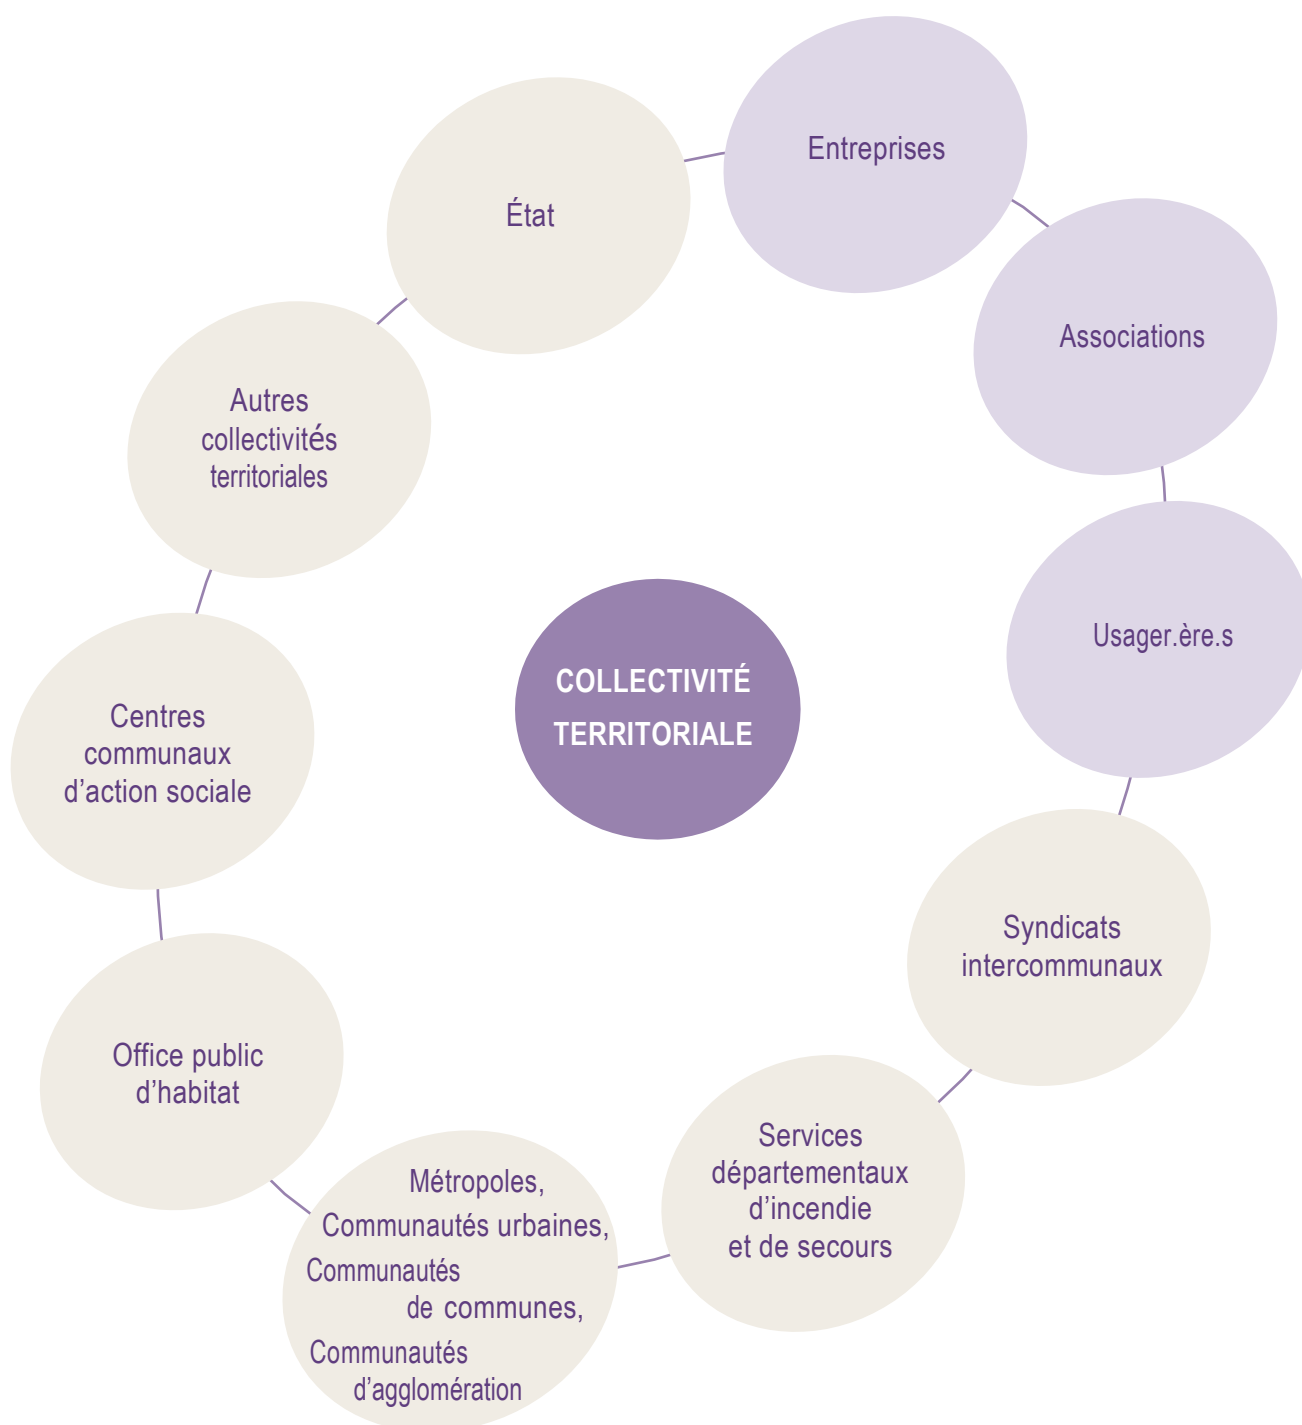 Entreprises
État
Associations
Autres
collectivités
territoriales
Usager.ère.s
COLLECTIVITÉ
TERRITORIALE
Centres
communaux
d’action sociale
Syndicats
intercommunaux
Office public
d’habitat
Services
départementaux
d’incendie
et de secours
Métropoles,
Communautés urbaines,
Communautés
de communes,
Communautés
d’agglomération